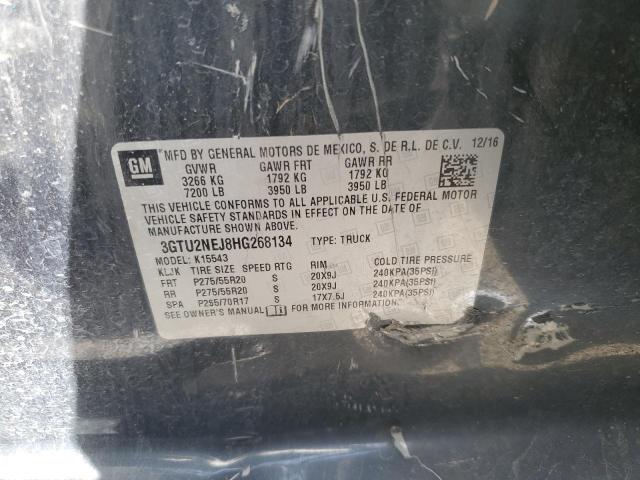 GM
MFD BY GENERAL MOTORS DE MEXICO, S. DE R.L. DE C.V. 12/16
GVWR GAWR FRT GAWR RR
3266 KG 1792 KG 1792 KG
7200 LB 3950 LB 3950 LB
THIS VEHICLE CONFORMS TO ALL APPLICABLE U.S. FEDERAL MOTOR
VEHICLE SAFETY STANDARDS IN EFFECT ON THE DATE OF
MANUFACTURE SHOWN ABOVE.
3GTU2NEJ8HG268134 TYPE: TRUCK
MODEL: K15543
KLJK TIRE SIZE SPEED RTG RIM COLD TIRE PRESSURE
FRT P275/55R20 S 20X9J 240KPA(35PSI)
RR P275/55R20 S 20X9J 240KPA(35PSI)
SPA P255/70R17 S 17X7.5J 240KPA(35PSI)
SEE OWNER'S MANUAL FOR MORE INFORMATION.